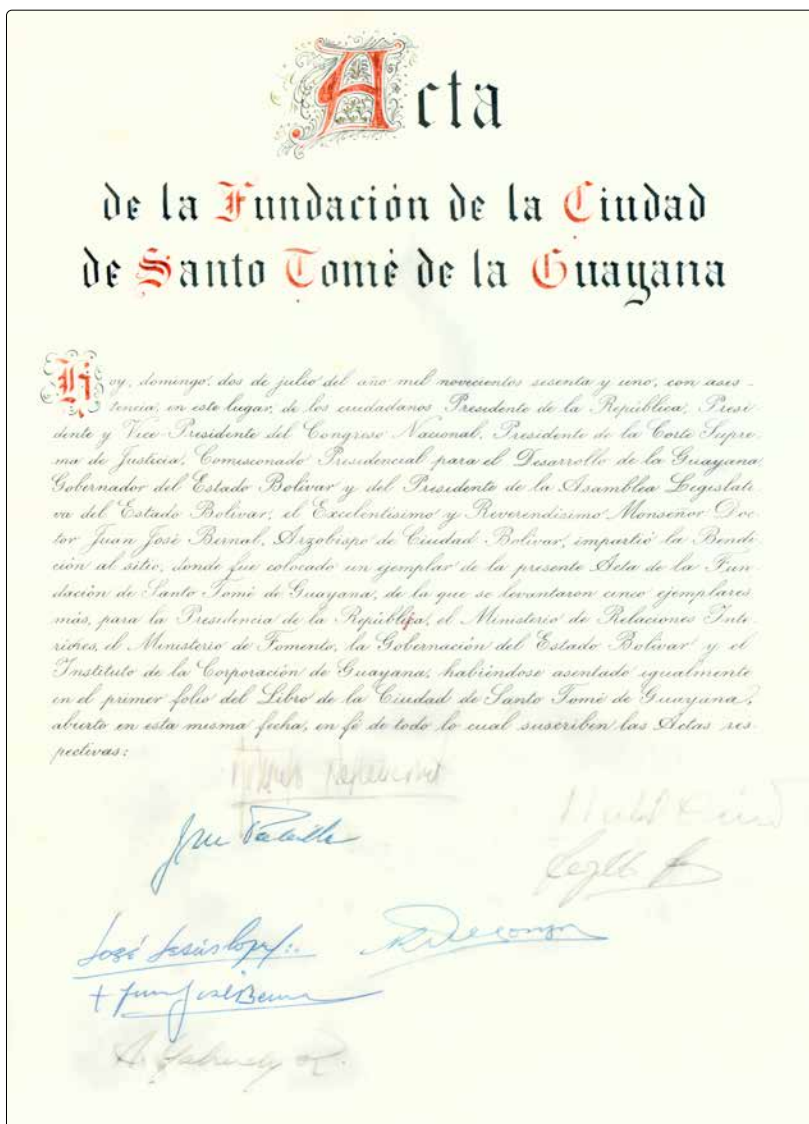 Acta
de la Fundación de la Ciudad
de Santo Tomé de la Guayana
Hoy, domingo, dos de julio del año mil novecientos sesenta y uno, con asis-
tencia, en este lugar, de los ciudadanos Presidente de la República, Presi-
dente y Vice-Presidente del Congreso Nacional, Presidente de la Corte Supre-
ma de Justicia, Comisionado Presidencial para el Desarrollo de la Guayana,
Gobernador del Estado Bolívar y del Presidente de la Asamblea Legislati-
va del Estado Bolívar, el Excelentísimo y Reverendísimo Monseñor Doc-
tor Juan José Bernal, Arzobispo de Ciudad Bolívar, impartió la Bendi-
ción al sitio, donde fue colocado un ejemplar de la presente Acta de la Fun-
dación de Santo Tomé de Guayana, de la que se levantaron cinco ejemplares
más, para la Presidencia de la República, el Ministerio de Relaciones Inte-
riores, el Ministerio de Fomento, la Gobernación del Estado Bolívar y el
Instituto de la Corporación de Guayana, habiéndose asentado igualmente
en el primer folio del Libro de la Ciudad de Santo Tomé de Guayana,
abierto en esta misma fecha, en fé de todo lo cual suscriben las Actas res-
pectivas:
José Jesús López
+ Juan José Bernal